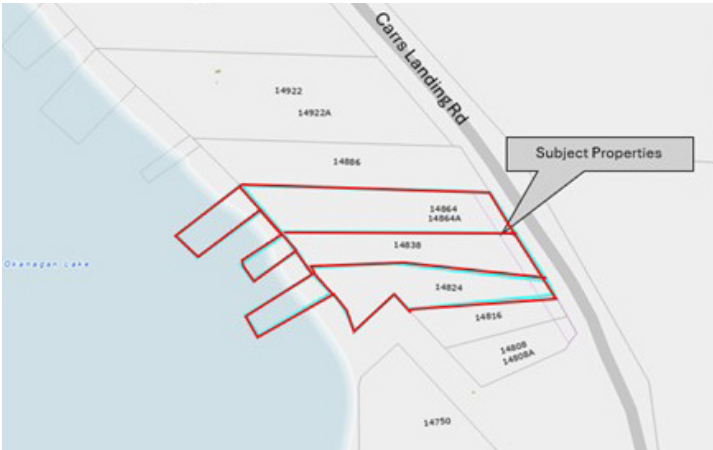 Carrs Landing Rd
14922
14922A
14886
Subject Properties
14864
14864A
14838
Okanagan Lake
14824
14816
14808
14808A
14750